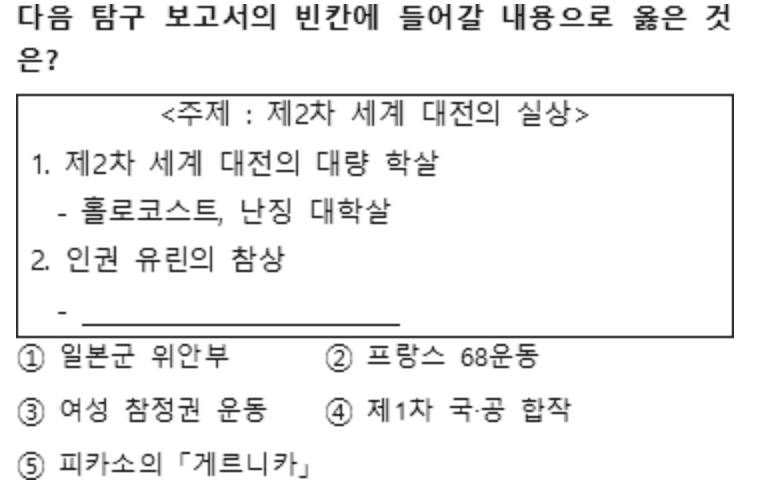 다음 탐구 보고서의 빈칸에 들어갈 내용으로 옳은 것
은?
<주제 : 제2차 세계 대전의 실상>
1. 제2차 세계 대전의 대량 학살
- 홀로코스트, 난징 대학살
2. 인권 유린의 참상
- ____________________
① 일본군 위안부 ② 프랑스 68운동
③ 여성 참정권 운동 ④ 제1차 국·공 합작
⑤ 피카소의「게르니카」